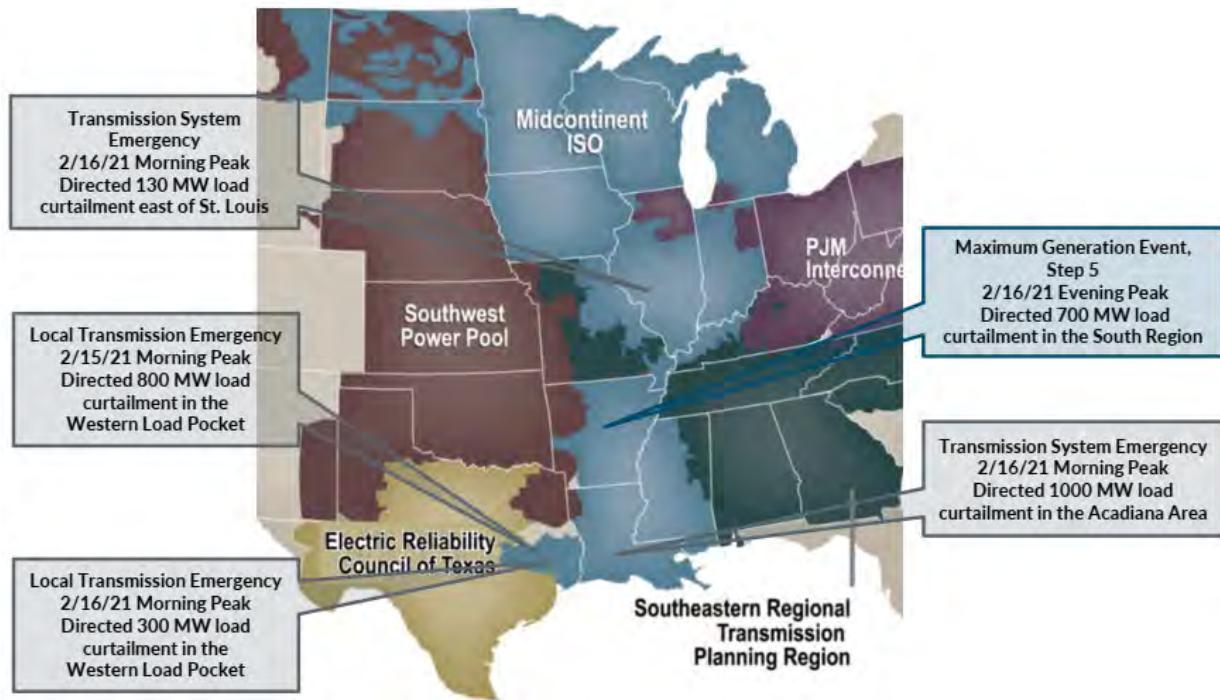 Transmission System
Emergency
2/16/21 Morning Peak
Directed 130 MW load
curtailment east of St. Louis
Local Transmission Emergency
2/15/21 Morning Peak
Directed 800 MW load
curtailment in the
Western Load Pocket
Local Transmission Emergency
2/16/21 Morning Peak
Directed 300 MW load
curtailment in the
Western Load Pocket
Midcontinent
ISO
Southwest
Power Pool
PJM
Interconne
Electric Reliability
Council of Texas
Southeastern Regional
Transmission
Planning Region
Maximum Generation Event,
Step 5
2/16/21 Evening Peak
Directed 700 MW load
curtailment in the South Region
Transmission System Emergency
2/16/21 Morning Peak
Directed 1000 MW load
curtailment in the Acadiana Area